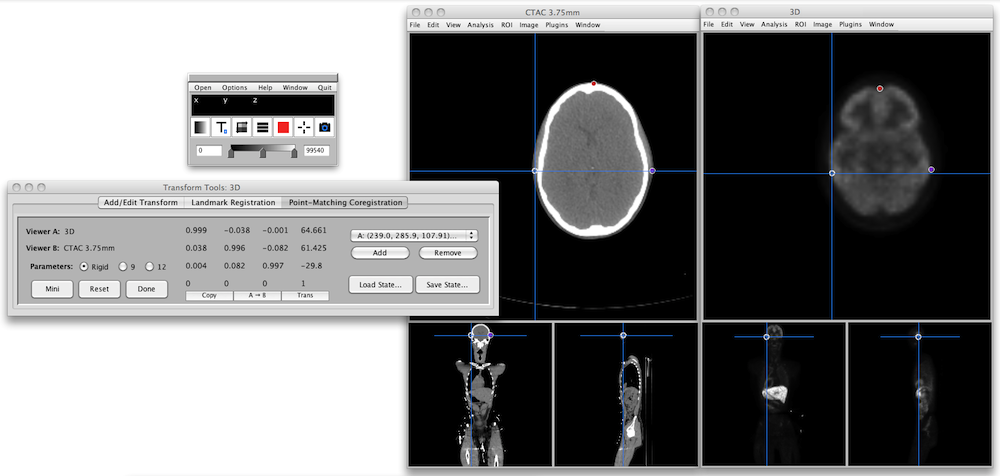 CTAC 3.75mm
File Edit View Analysis ROI Image Plugins Window
3D
File Edit View Analysis ROI Image Plugins Window
Open Options Help Window Quit
x y z
T
0 99540
Transform Tools: 3D
Add/Edit Transform Landmark Registration Point-Matching Coregistration
Viewer A: 3D 0.999 -0.038 -0.001 64.661
A: (239.0, 285.9, 107.91)...
Viewer B: CTAC 3.75mm 0.038 0.996 -0.082 61.425
Add Remove
Parameters: Rigid 9 12 0.004 0.082 0.997 -29.8
Mini Reset Done 0 0 0 1 Load State... Save State...
Copy A → B Trans